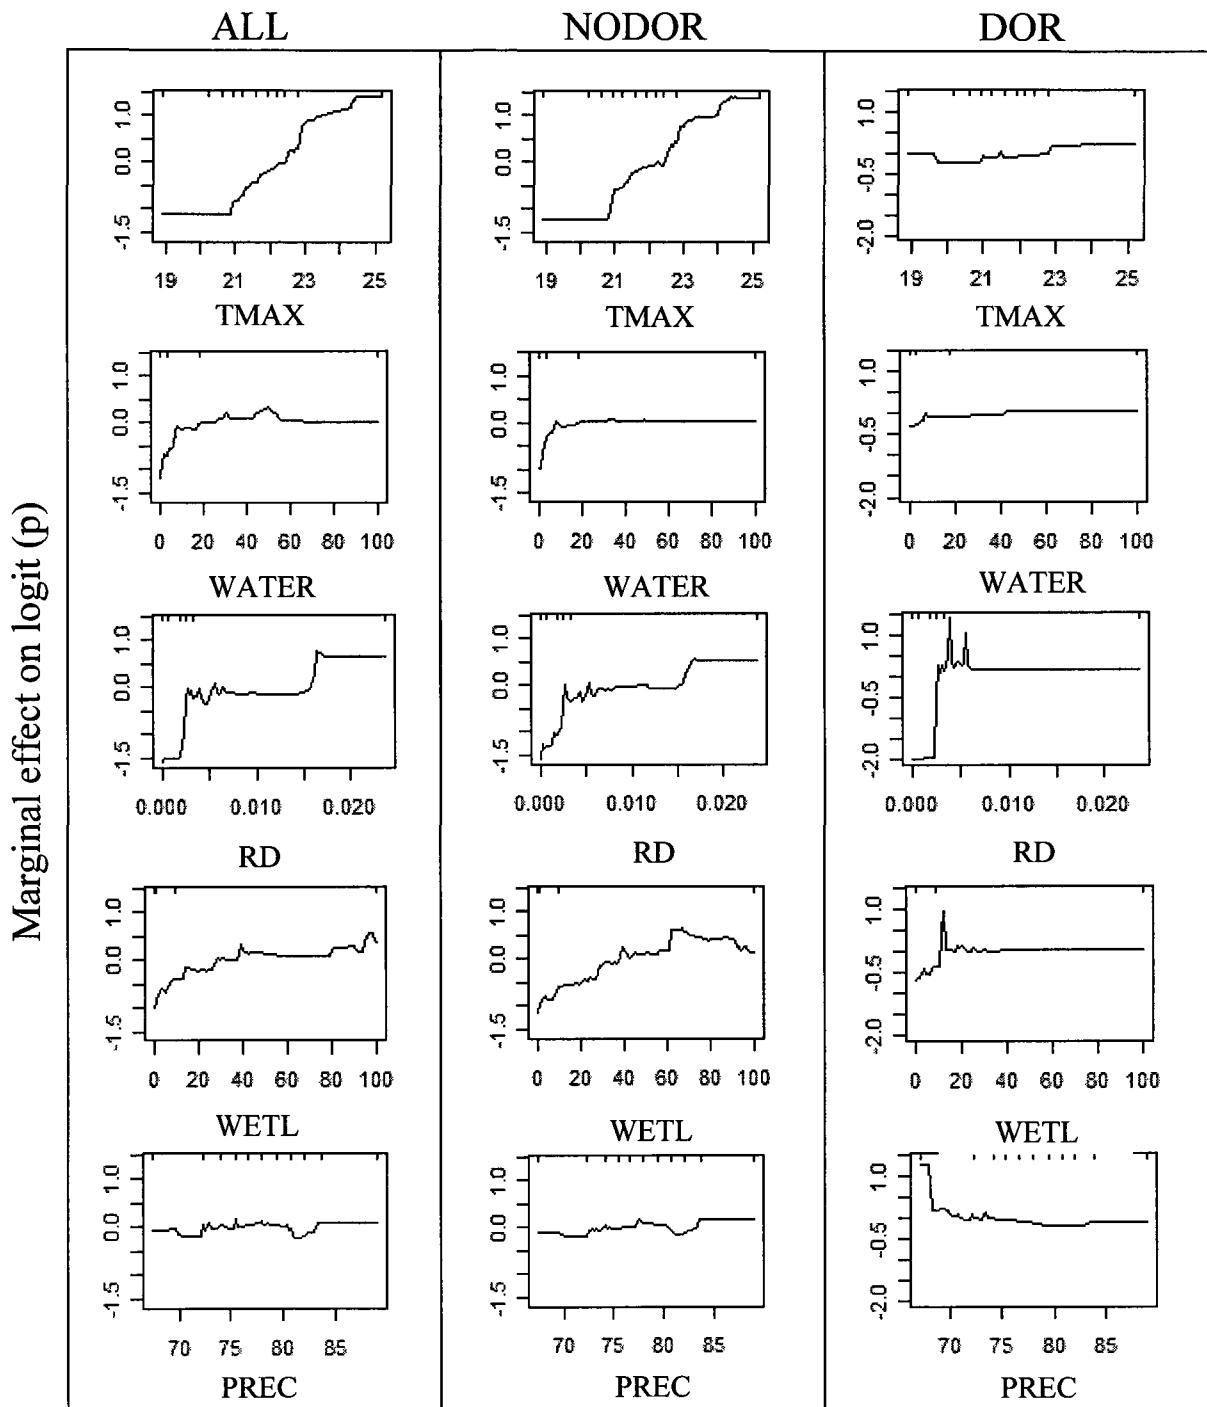 ALL NODOR DOR
Marginal effect on logit (p)
1.0 0.0 -1.5
1.0 0.0 -1.5
1.0 -0.5 -2.0
19 21 23 25
19 21 23 25
19 21 23 25
TMAX TMAX TMAX
1.0 0.0 -1.5
1.0 0.0 -1.5
1.0 -0.5 -2.0
0 20 40 60 80 100
0 20 40 60 80 100
0 20 40 60 80 100
WATER WATER WATER
1.0 0.0 -1.5
1.0 0.0 -1.5
1.0 -0.5 -2.0
0.000 0.010 0.020
0.000 0.010 0.020
0.000 0.010 0.020
RD RD RD
1.0 0.0 -1.5
1.0 0.0 -1.5
1.0 -0.5 -2.0
0 20 40 60 80 100
0 20 40 60 80 100
0 20 40 60 80 100
WETL WETL WETL
1.0 0.0 -1.5
1.0 0.0 -1.5
1.0 -0.5 -2.0
70 75 80 85
70 75 80 85
70 75 80 85
PREC PREC PREC